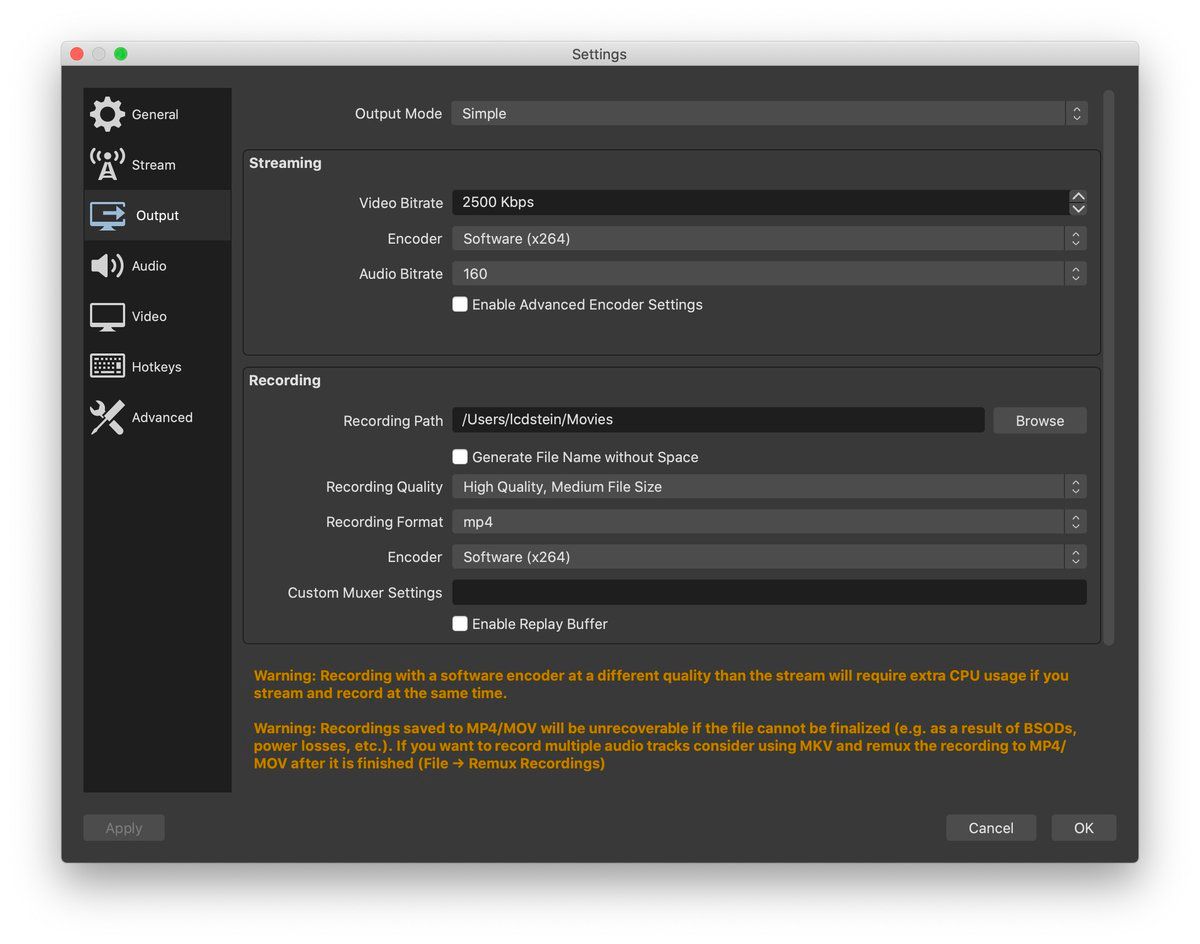 Settings
General
Stream
Output
Audio
Video
Hotkeys
Advanced
Output Mode Simple
Streaming
Video Bitrate 2500 Kbps
Encoder Software (x264)
Audio Bitrate 160
Enable Advanced Encoder Settings
Recording
Recording Path /Users/lcdstein/Movies Browse
Generate File Name without Space
Recording Quality High Quality, Medium File Size
Recording Format mp4
Encoder Software (x264)
Custom Muxer Settings
Enable Replay Buffer
Warning: Recording with a software encoder at a different quality than the stream will require extra CPU usage if you
stream and record at the same time.
Warning: Recordings saved to MP4/MOV will be unrecoverable if the file cannot be finalized (e.g. as a result of BSODs,
power losses, etc.). If you want to record multiple audio tracks consider using MKV and remux the recording to MP4/
MOV after it is finished (File → Remux Recordings)
Apply Cancel OK